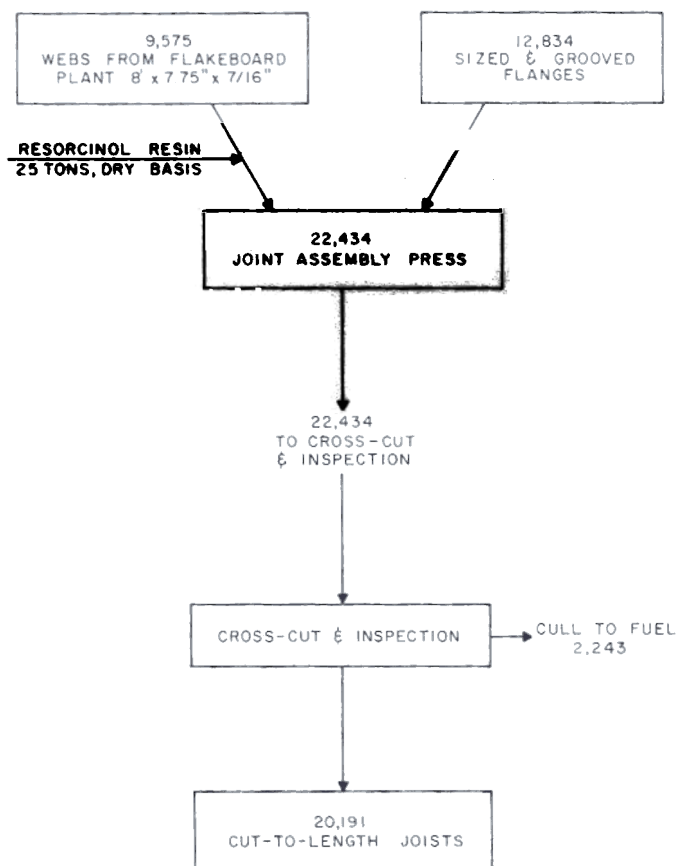 9,575
WEBS FROM FLAKEBOARD
PLANT 8' x 7 75" x 7/16"
12,834
SIZED & GROOVED
FLANGES
RESORCINOL RESIN
25 TONS, DRY BASIS
22,434
JOINT ASSEMBLY PRESS
22,434
TO CROSS-CUT
& INSPECTION
CROSS-CUT & INSPECTION
CULL TO FUEL
2,243
20,191
CUT-TO-LENGTH JOISTS